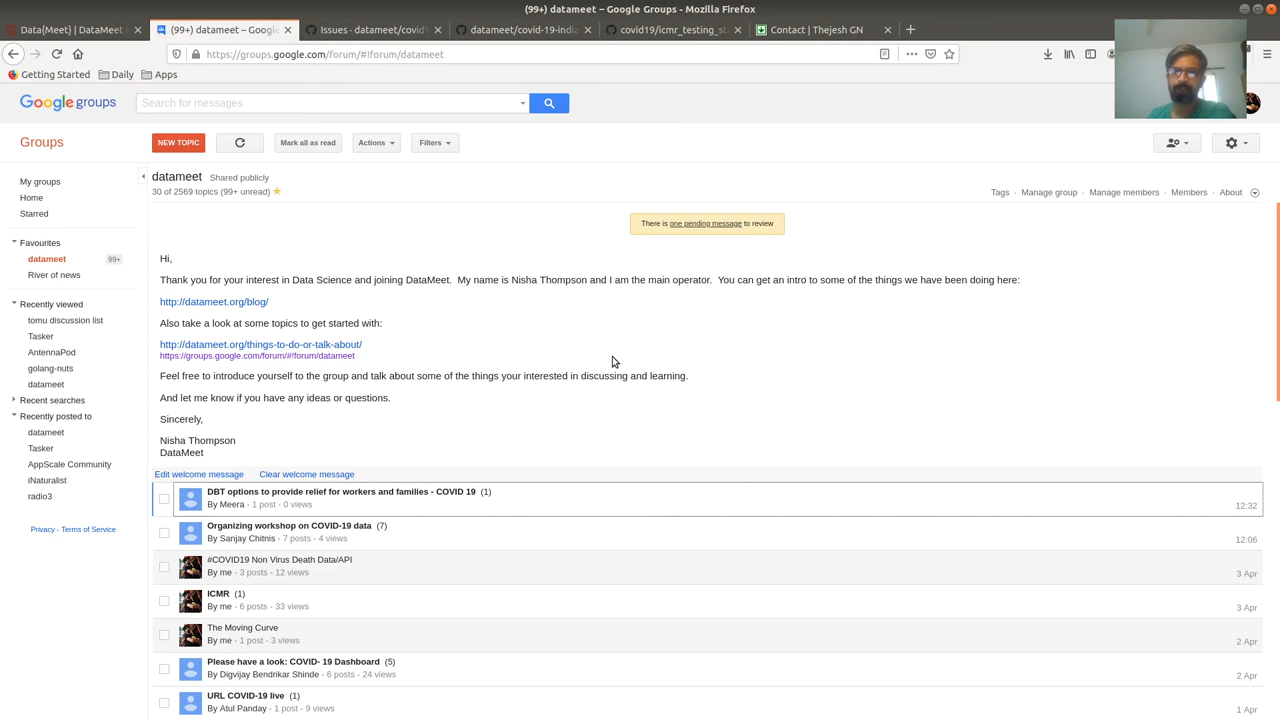 (99+) datameet – Google Groups - Mozilla Firefox
Data{Meet} | DataMeet i
(99+) datameet – Google
Issues · datameet/covid1
datameet/covid-19-indi
covid19/icmr_testing_st
Contact | Thejesh GN
https://groups.google.com/forum/#!forum/datameet
Getting Started
Daily
Apps
Google groups
Search for messages
Groups
NEW TOPIC
Mark all as read
Actions
Filters
My groups
Home
Starred
Favourites
datameet 99+
River of news
Recently viewed
tomu discussion list
Tasker
AntennaPod
golang-nuts
datameet
Recent searches
Recently posted to
datameet
Tasker
AppScale Community
iNaturalist
radio3
Privacy - Terms of Service
datameet Shared publicly
30 of 2569 topics (99+ unread)
Tags · Manage group · Manage members · Members · About
There is one pending message to review
Hi,
Thank you for your interest in Data Science and joining DataMeet. My name is Nisha Thompson and I am the main operator. You can get an intro to some of the things we have been doing here:
http://datameet.org/blog/
Also take a look at some topics to get started with:
http://datameet.org/things-to-do-or-talk-about/
https://groups.google.com/forum/#!forum/datameet
Feel free to introduce yourself to the group and talk about some of the things your interested in discussing and learning.
And let me know if you have any ideas or questions.
Sincerely,
Nisha Thompson
DataMeet
Edit welcome message Clear welcome message
DBT options to provide relief for workers and families - COVID 19 (1)
By Meera - 1 post - 0 views
12:32
Organizing workshop on COVID-19 data (7)
By Sanjay Chitnis - 7 posts - 4 views
12:06
#COVID19 Non Virus Death Data/API
By me - 3 posts - 12 views
3 Apr
ICMR (1)
By me - 6 posts - 33 views
3 Apr
The Moving Curve
By me - 1 post - 3 views
2 Apr
Please have a look: COVID- 19 Dashboard (5)
By Digvijay Bendrikar Shinde - 6 posts - 24 views
2 Apr
URL COVID-19 live (1)
By Atul Panday - 1 post - 9 views
1 Apr